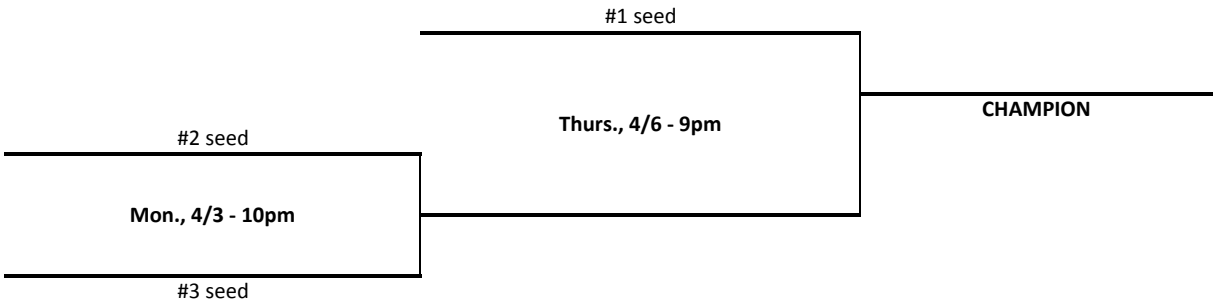 #1 seed
CHAMPION
Thurs., 4/6 - 9pm
#2 seed
Mon., 4/3 - 10pm
#3 seed